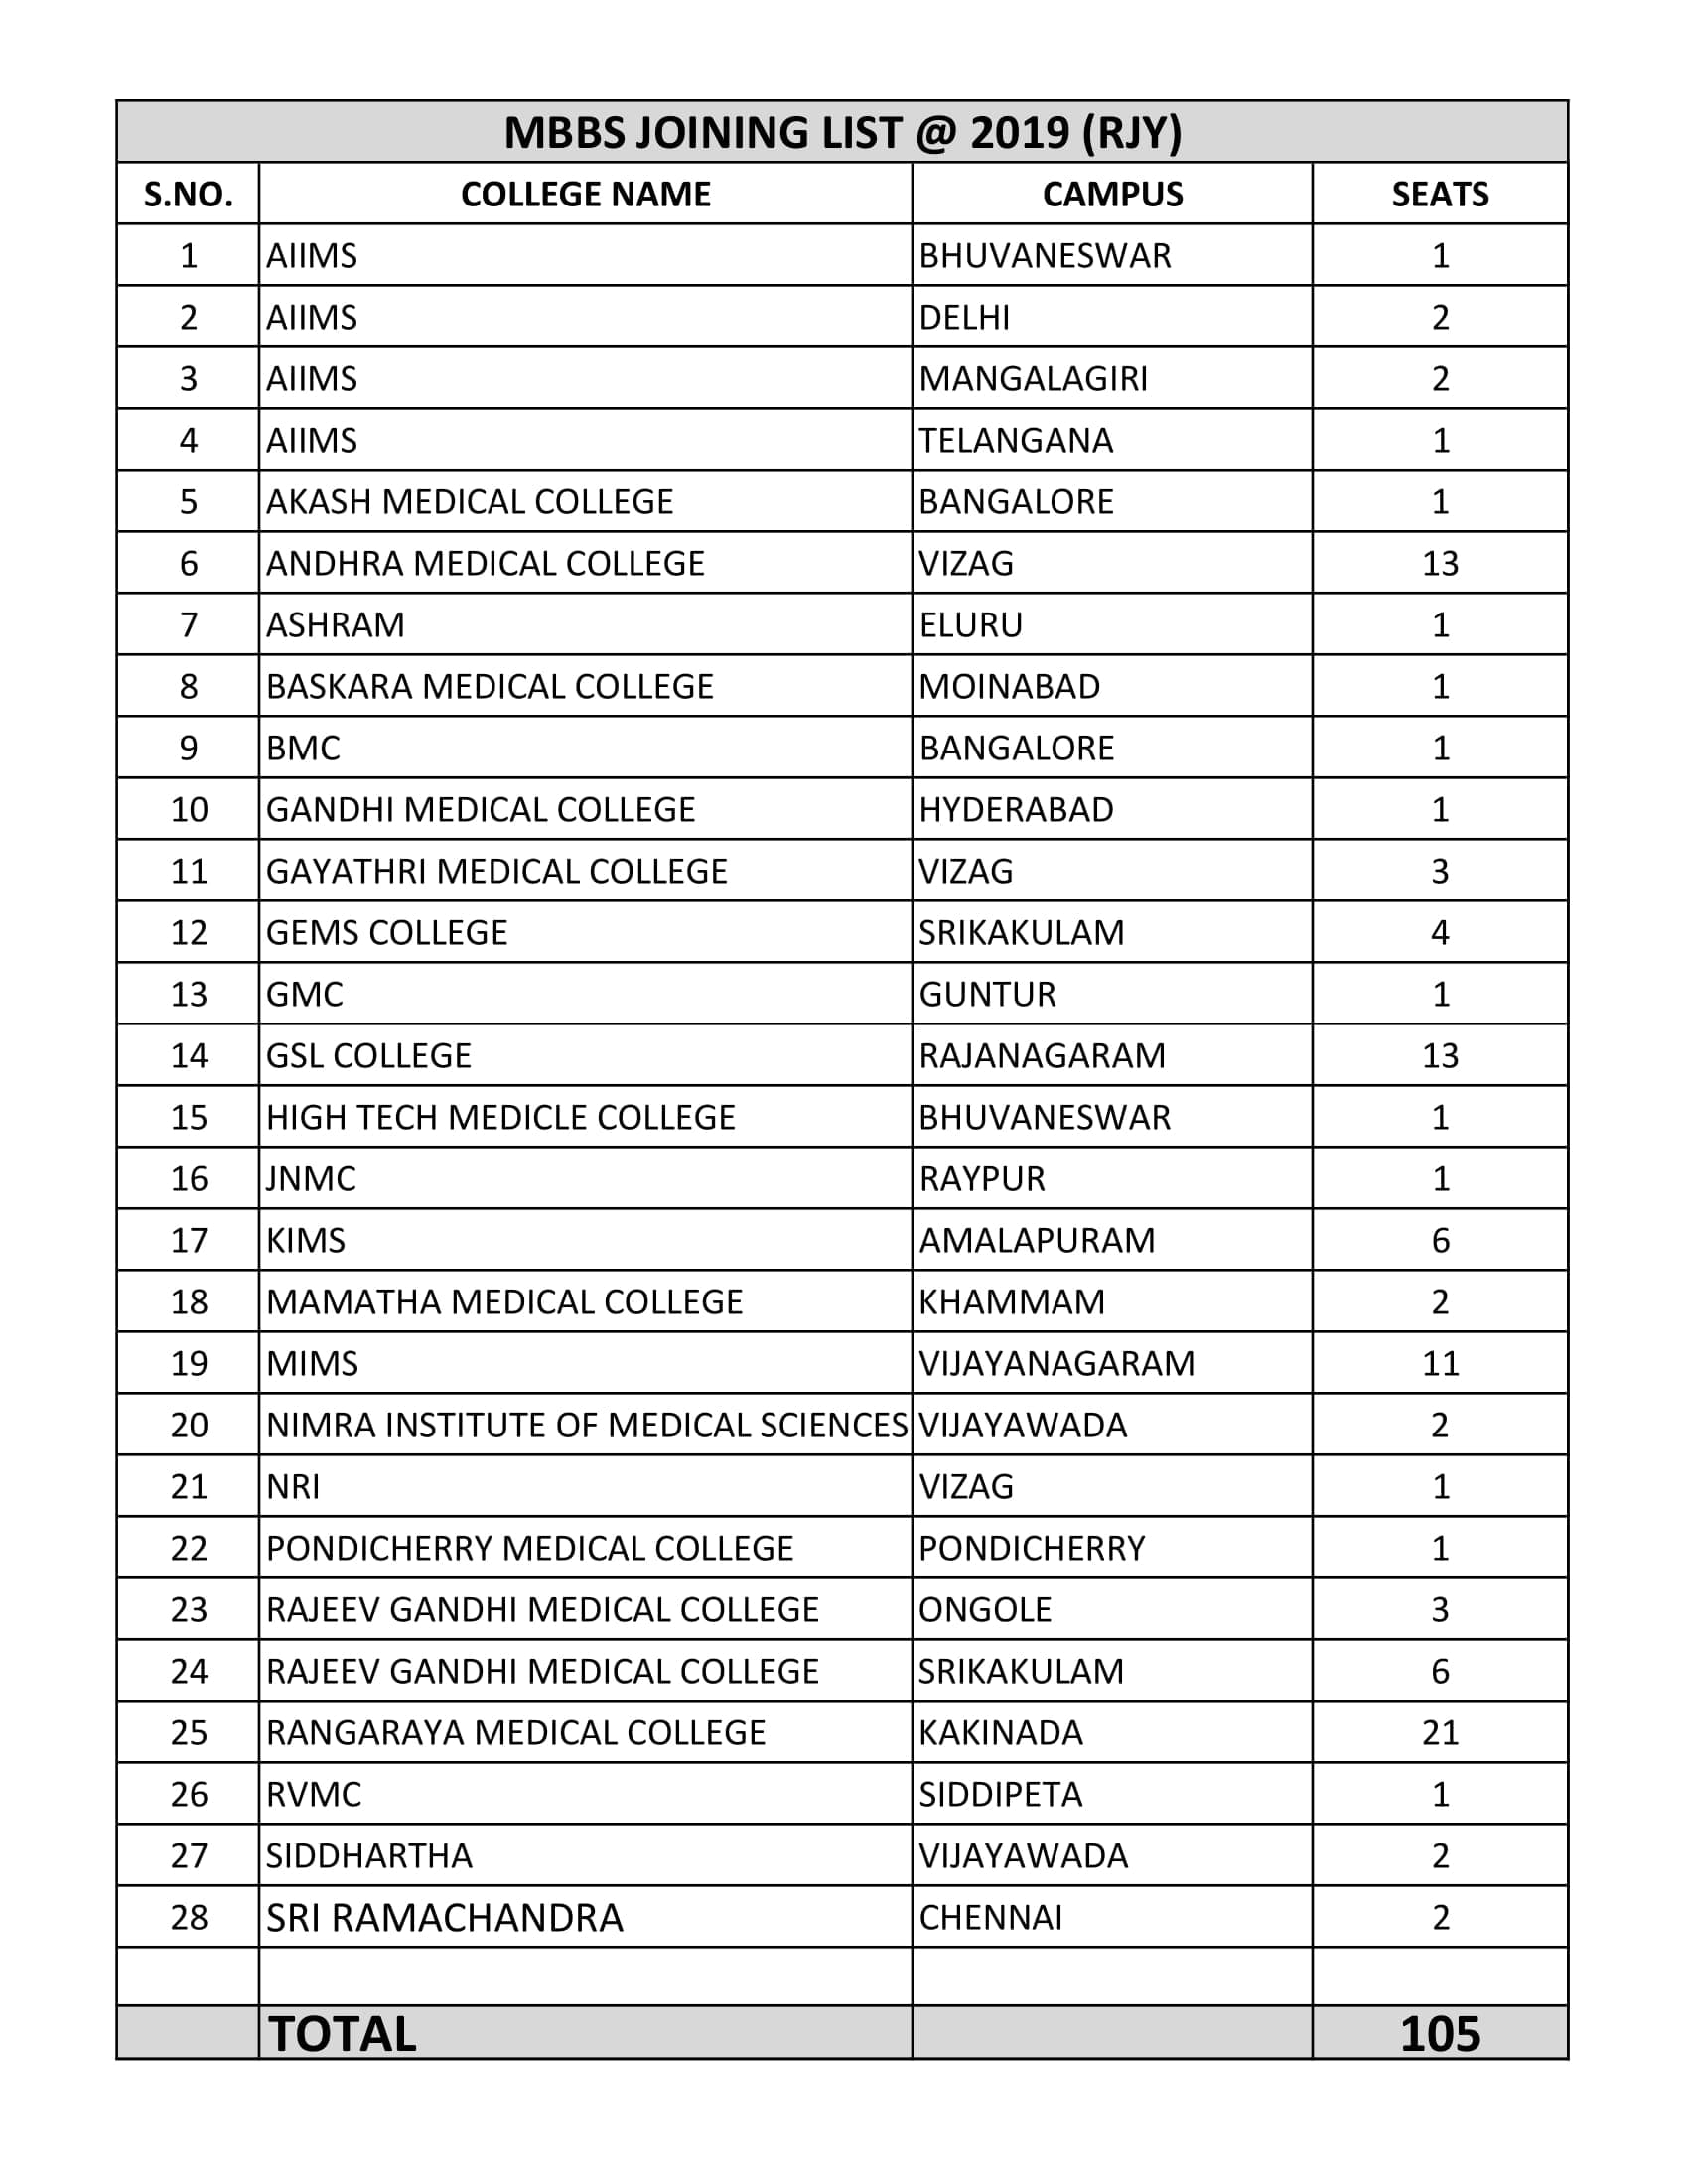 MBBS JOINING LIST @ 2019 (RJY)
S.NO. COLLEGE NAME CAMPUS SEATS
1 AIIMS BHUVANESWAR 1
2 AIIMS DELHI 2
3 AIIMS MANGALAGIRI 2
4 AIIMS TELANGANA 1
5 AKASH MEDICAL COLLEGE BANGALORE 1
6 ANDHRA MEDICAL COLLEGE VIZAG 13
7 ASHRAM ELURU 1
8 BASKARA MEDICAL COLLEGE MOINABAD 1
9 BMC BANGALORE 1
10 GANDHI MEDICAL COLLEGE HYDERABAD 1
11 GAYATHRI MEDICAL COLLEGE VIZAG 3
12 GEMS COLLEGE SRIKAKULAM 4
13 GMC GUNTUR 1
14 GSL COLLEGE RAJANAGARAM 13
15 HIGH TECH MEDICLE COLLEGE BHUVANESWAR 1
16 JNMC RAYPUR 1
17 KIMS AMALAPURAM 6
18 MAMATHA MEDICAL COLLEGE KHAMMAM 2
19 MIMS VIJAYANAGARAM 11
20 NIMRA INSTITUTE OF MEDICAL SCIENCES VIJAYAWADA 2
21 NRI VIZAG 1
22 PONDICHERRY MEDICAL COLLEGE PONDICHERRY 1
23 RAJEEV GANDHI MEDICAL COLLEGE ONGOLE 3
24 RAJEEV GANDHI MEDICAL COLLEGE SRIKAKULAM 6
25 RANGARAYA MEDICAL COLLEGE KAKINADA 21
26 RVMC SIDDIPETA 1
27 SIDDHARTHA VIJAYAWADA 2
28 SRI RAMACHANDRA CHENNAI 2
TOTAL 105